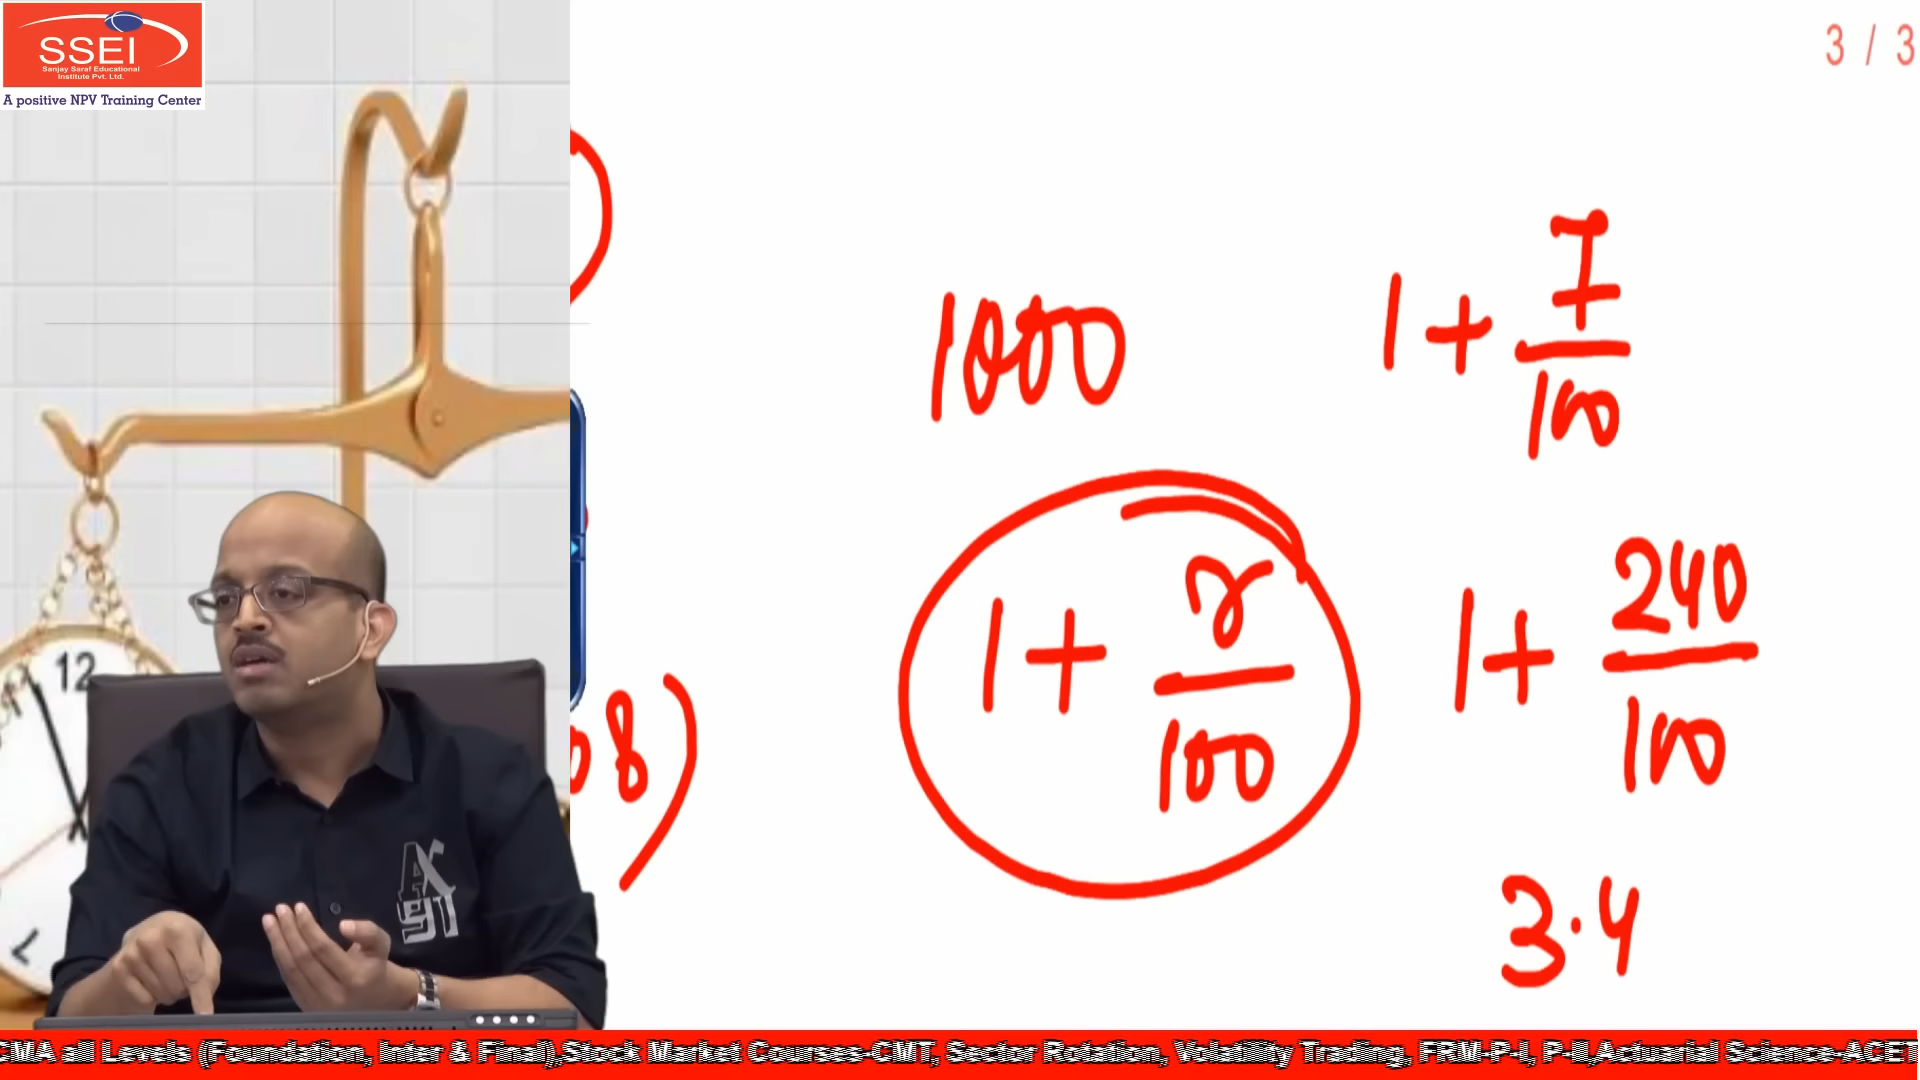 SSEI
Sanjay Saraf Educational
Institute Pvt. Ltd.
A positive NPV Training Center
3 / 3
1000
1 + 7/100
1 + r/100
1 + 240/100
3.4
08)
12
CMA all Levels (Foundation, Inter & Final),Stock Market Courses-CMT, Sector Rotation, Volatility Trading, FRM-P-I, P-II,Actuarial Science-ACET